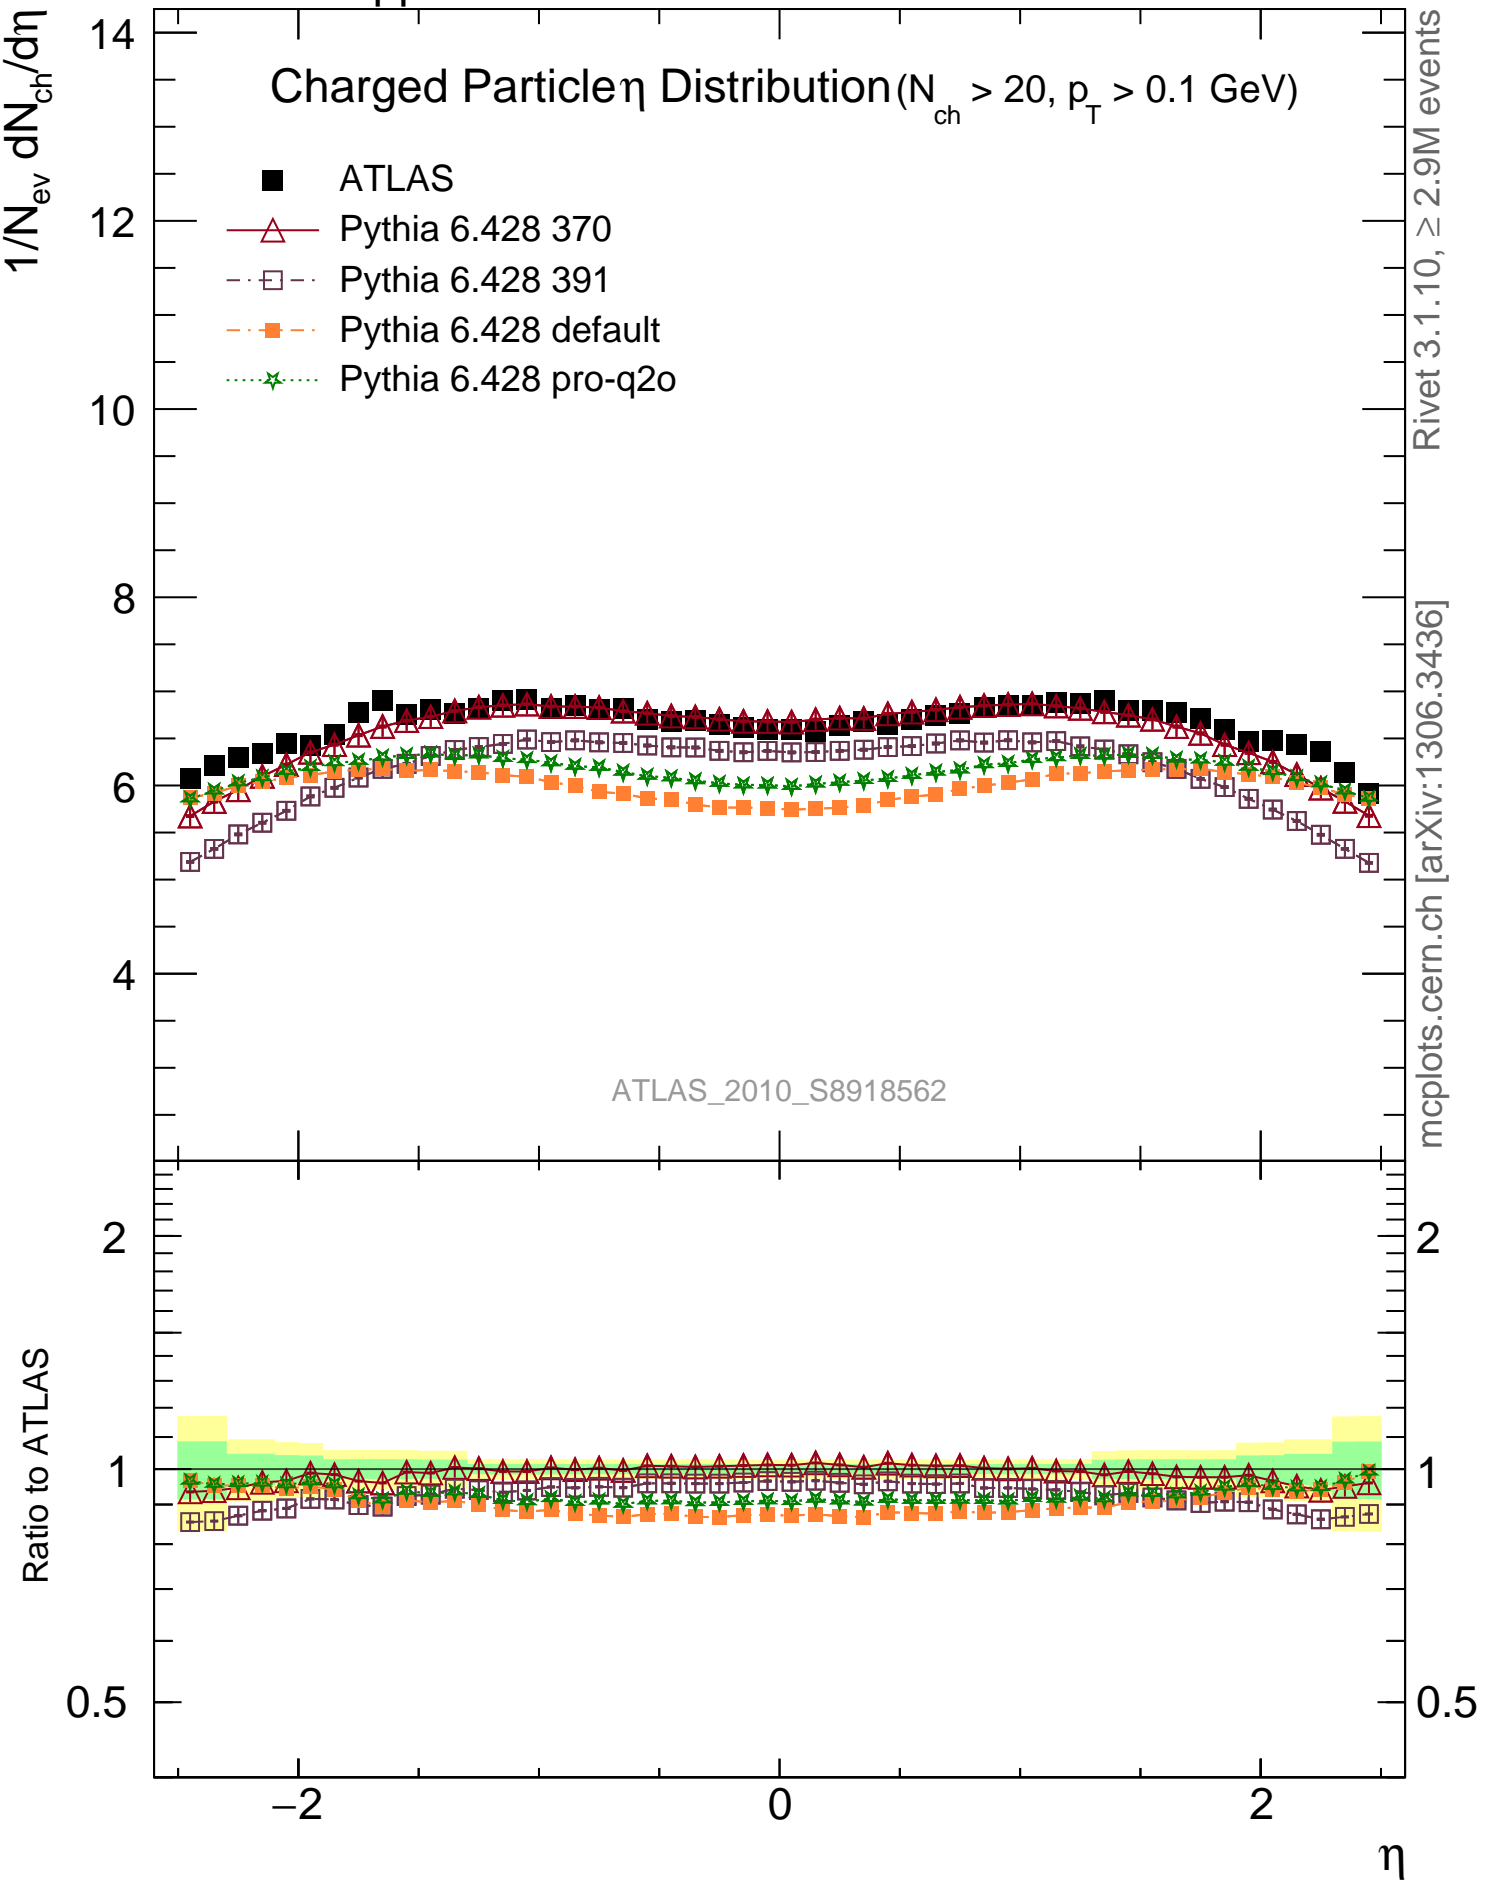 Charged Particle η Distribution (N_ch > 20, p_T > 0.1 GeV)
1/N_ev dN_ch/dη
ATLAS
Pythia 6.428 370
Pythia 6.428 391
Pythia 6.428 default
Pythia 6.428 pro-q2o
14
12
10
8
6
4
ATLAS_2010_S8918562
Rivet 3.1.10, ≥ 2.9M events
mcplots.cern.ch [arXiv:1306.3436]
Ratio to ATLAS
2
1
0.5
2
1
0.5
−2
0
2
η